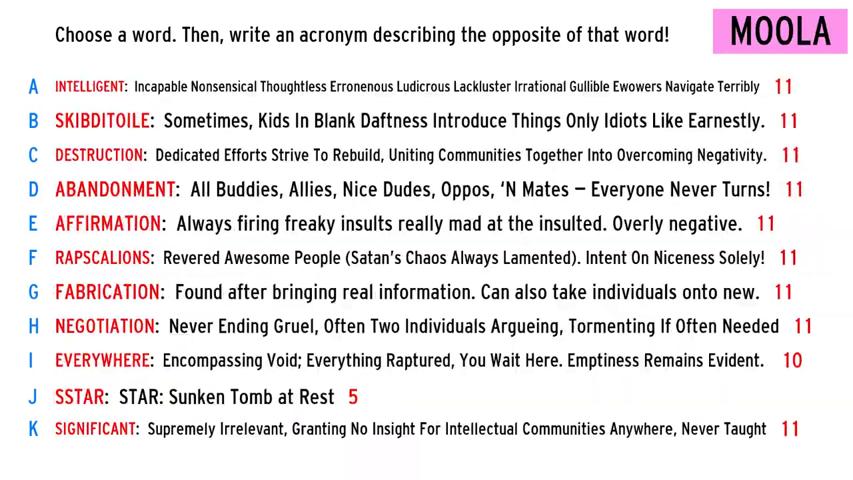 Choose a word. Then, write an acronym describing the opposite of that word!
MOOLA
A INTELLIGENT: Incapable Nonsensical Thoughtless Erronenous Ludicrous Lackluster Irrational Gullible Ewowers Navigate Terribly 11
B SKIBDITOILE: Sometimes, Kids In Blank Daftness Introduce Things Only Idiots Like Earnestly. 11
C DESTRUCTION: Dedicated Efforts Strive To Rebuild, Uniting Communities Together Into Overcoming Negativity. 11
D ABANDONMENT: All Buddies, Allies, Nice Dudes, Oppos, ‘N Mates – Everyone Never Turns! 11
E AFFIRMATION: Always firing freaky insults really mad at the insulted. Overly negative. 11
F RAPSCALIONS: Revered Awesome People (Satan’s Chaos Always Lamented). Intent On Niceness Solely! 11
G FABRICATION: Found after bringing real information. Can also take individuals onto new. 11
H NEGOTIATION: Never Ending Gruel, Often Two Individuals Argueing, Tormenting If Often Needed 11
I EVERYWHERE: Encompassing Void; Everything Raptured, You Wait Here. Emptiness Remains Evident. 10
J SSTAR: STAR: Sunken Tomb at Rest 5
K SIGNIFICANT: Supremely Irrelevant, Granting No Insight For Intellectual Communities Anywhere, Never Taught 11